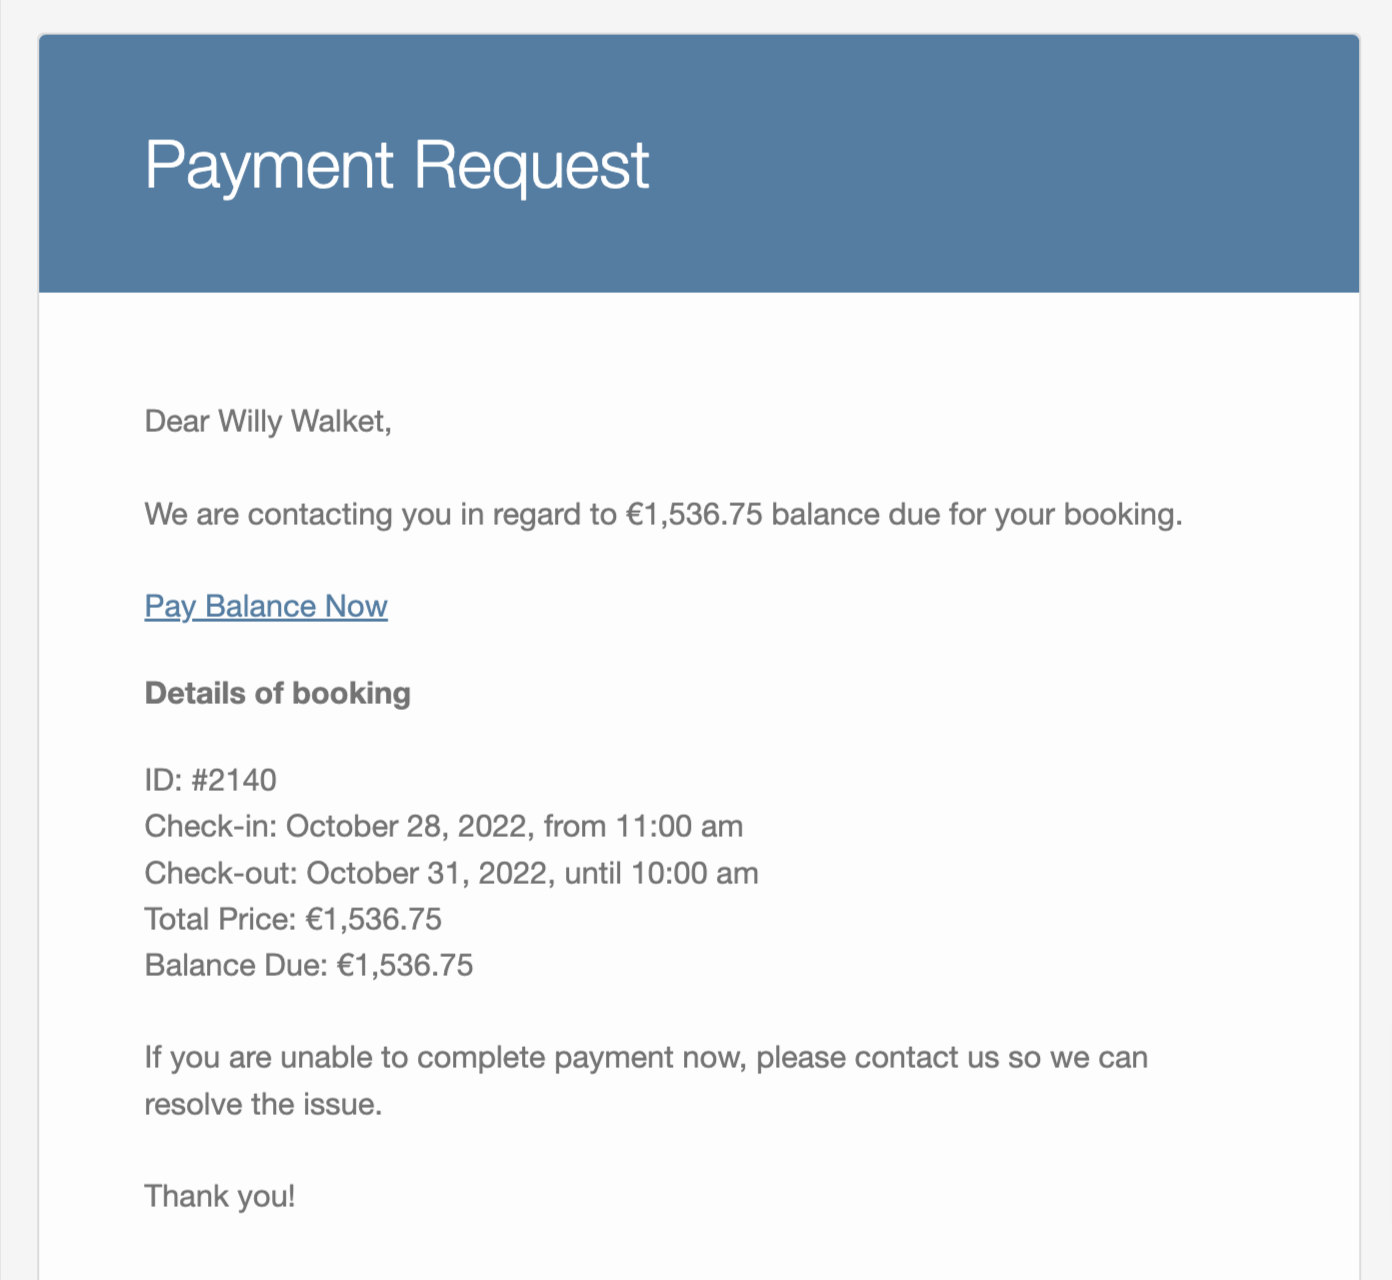 Payment Request
Dear Willy Walket,
We are contacting you in regard to €1,536.75 balance due for your booking.
Pay Balance Now
Details of booking
ID: #2140
Check-in: October 28, 2022, from 11:00 am
Check-out: October 31, 2022, until 10:00 am
Total Price: €1,536.75
Balance Due: €1,536.75
If you are unable to complete payment now, please contact us so we can
resolve the issue.
Thank you!